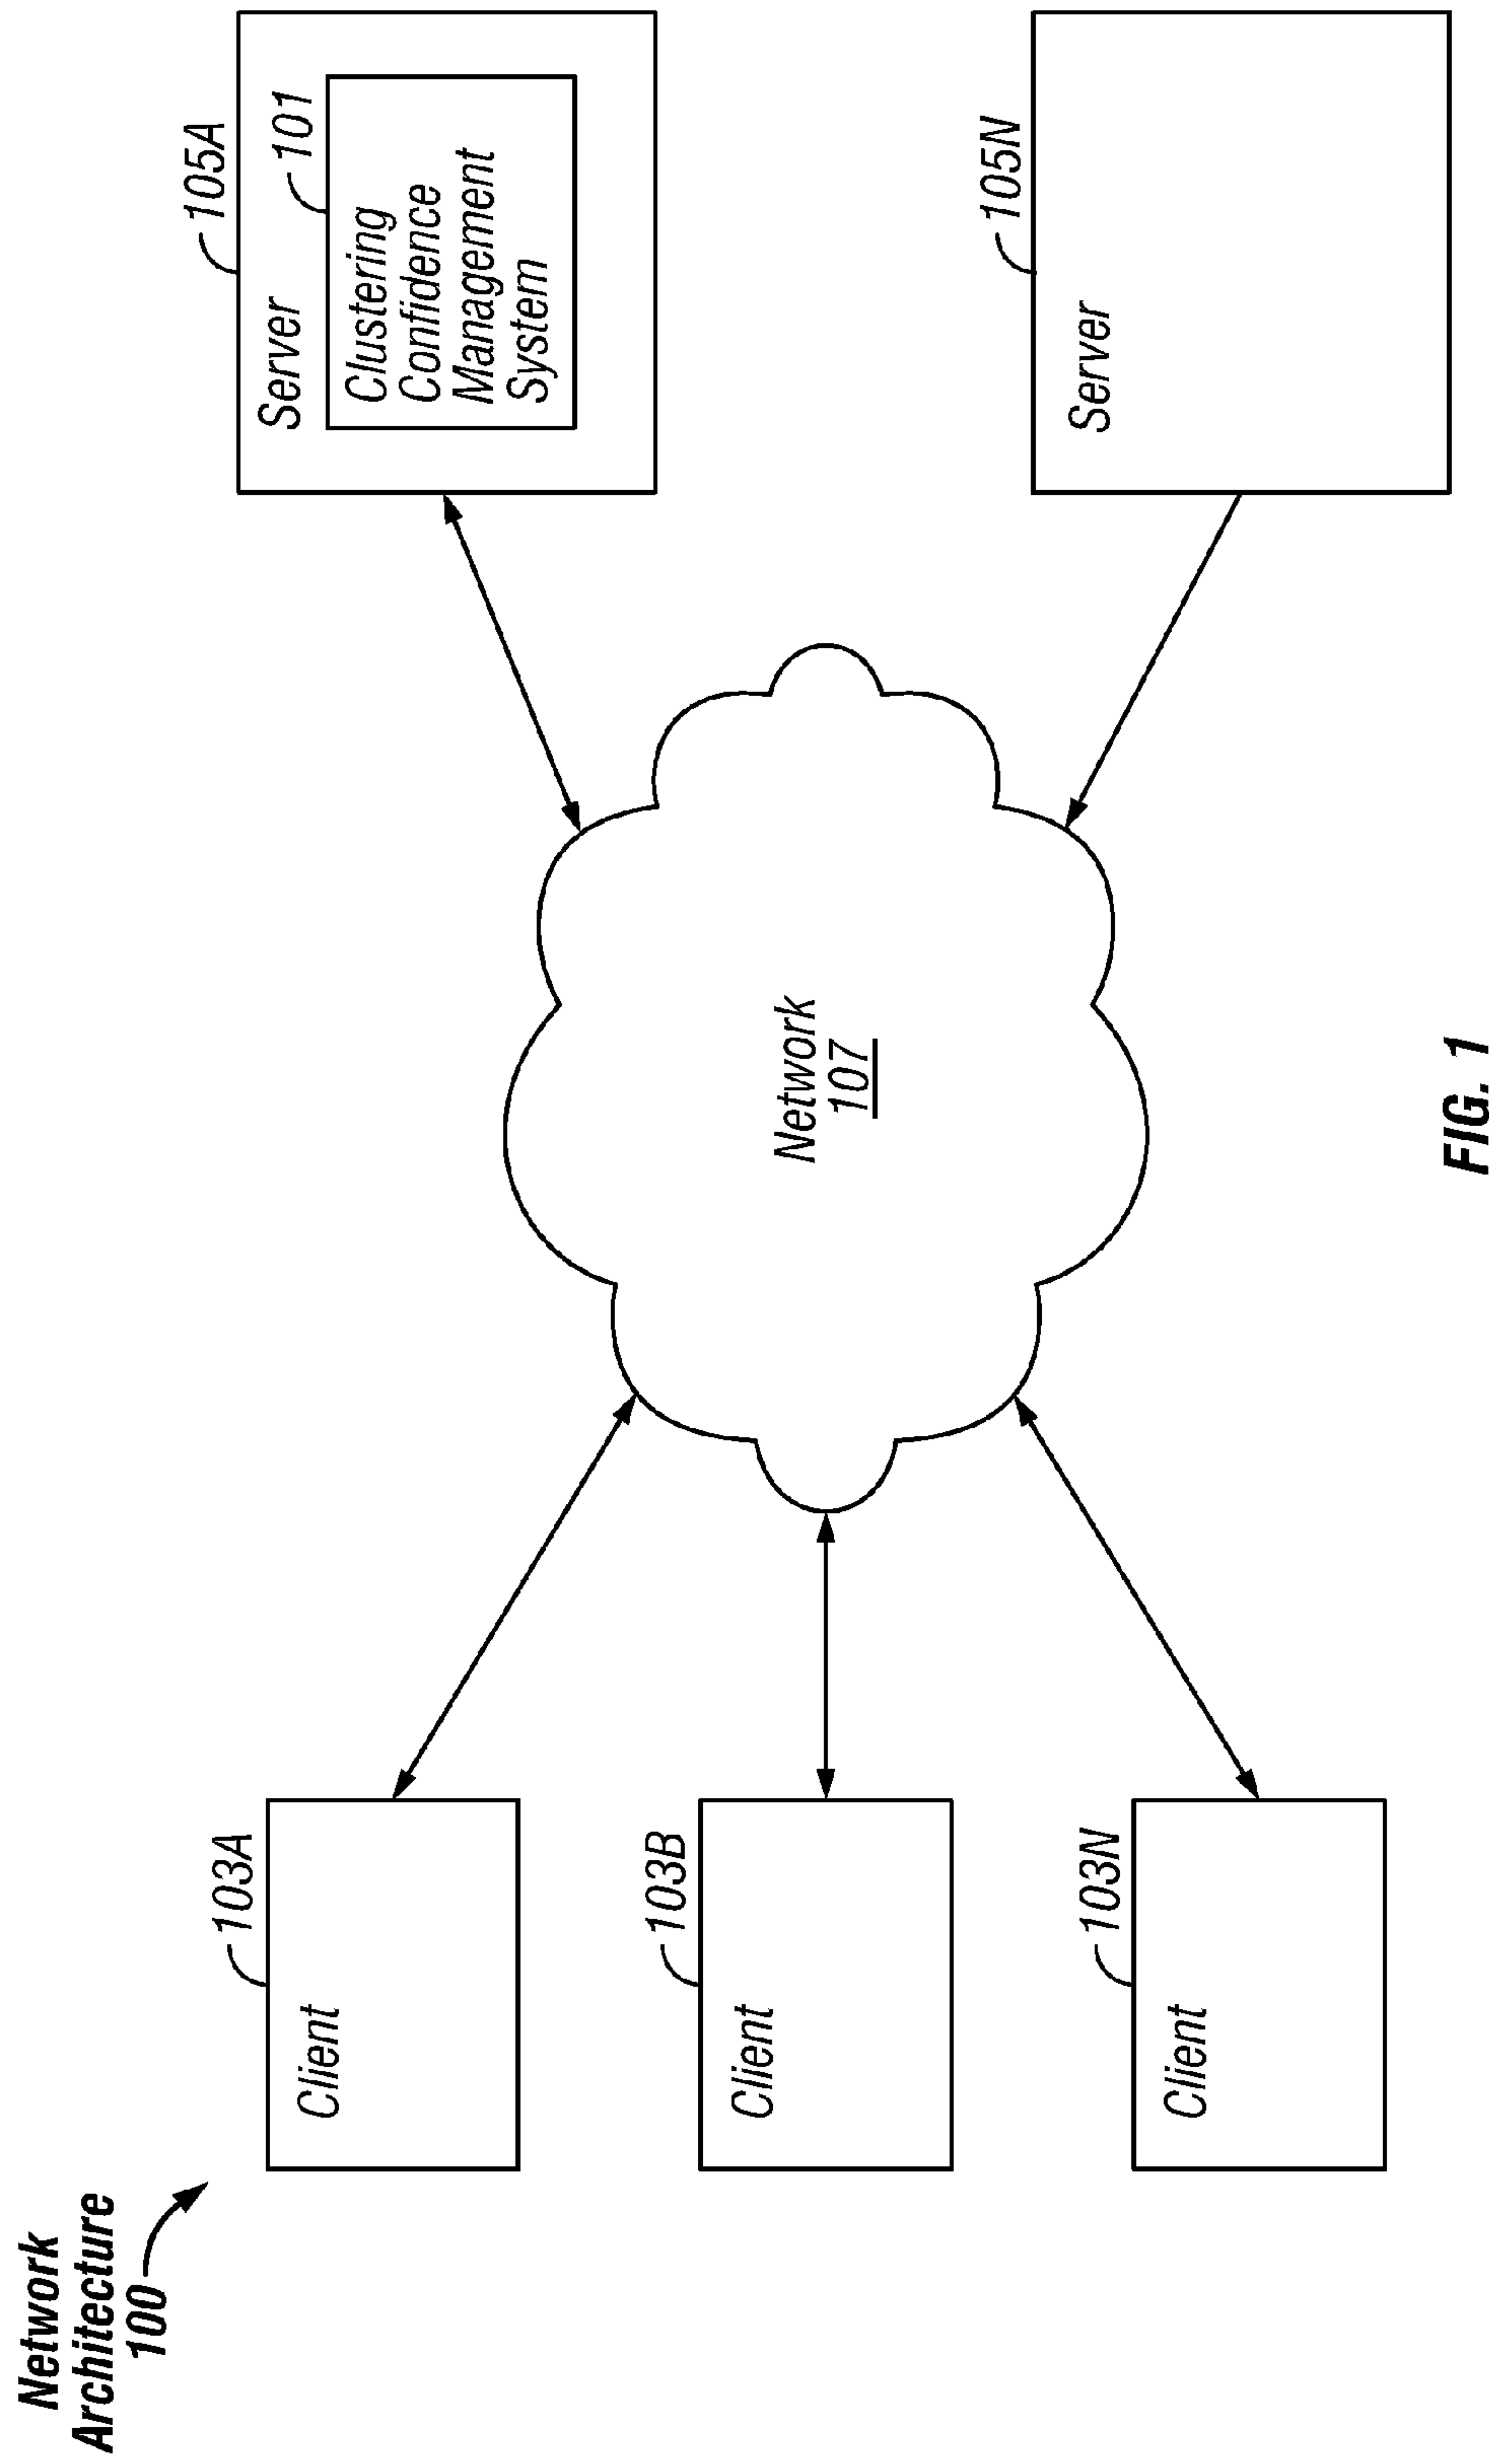 Network
Architecture
100
103A
Client
103B
Client
103N
Client
Network
107
105A
Server
101
Clustering
Confidence
Management
System
105N
Server
FIG. 1